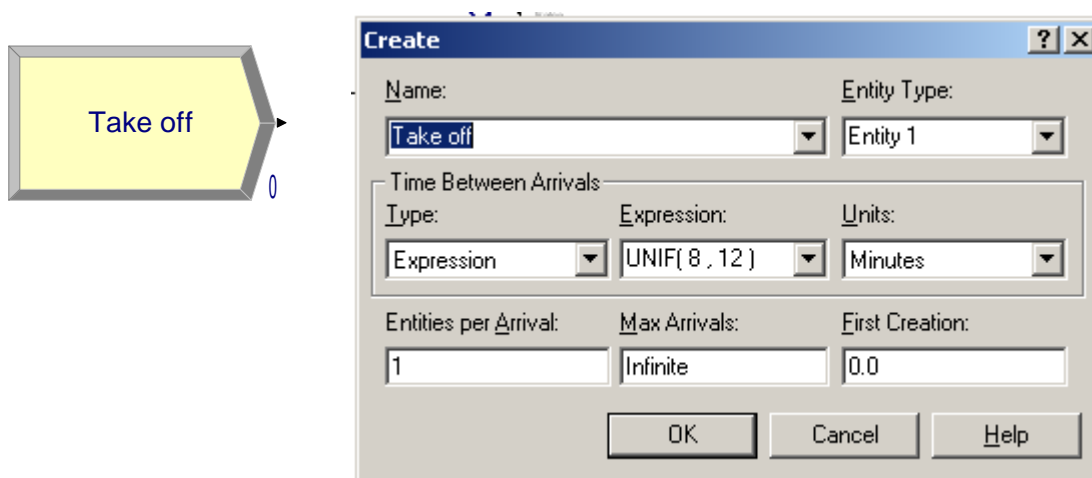 Take off
0
Create
Name:
Entity Type:
Take off
Entity 1
Time Between Arrivals
Type:
Expression:
Units:
Expression
UNIF( 8 , 12 )
Minutes
Entities per Arrival:
Max Arrivals:
First Creation:
1
Infinite
0.0
OK
Cancel
Help